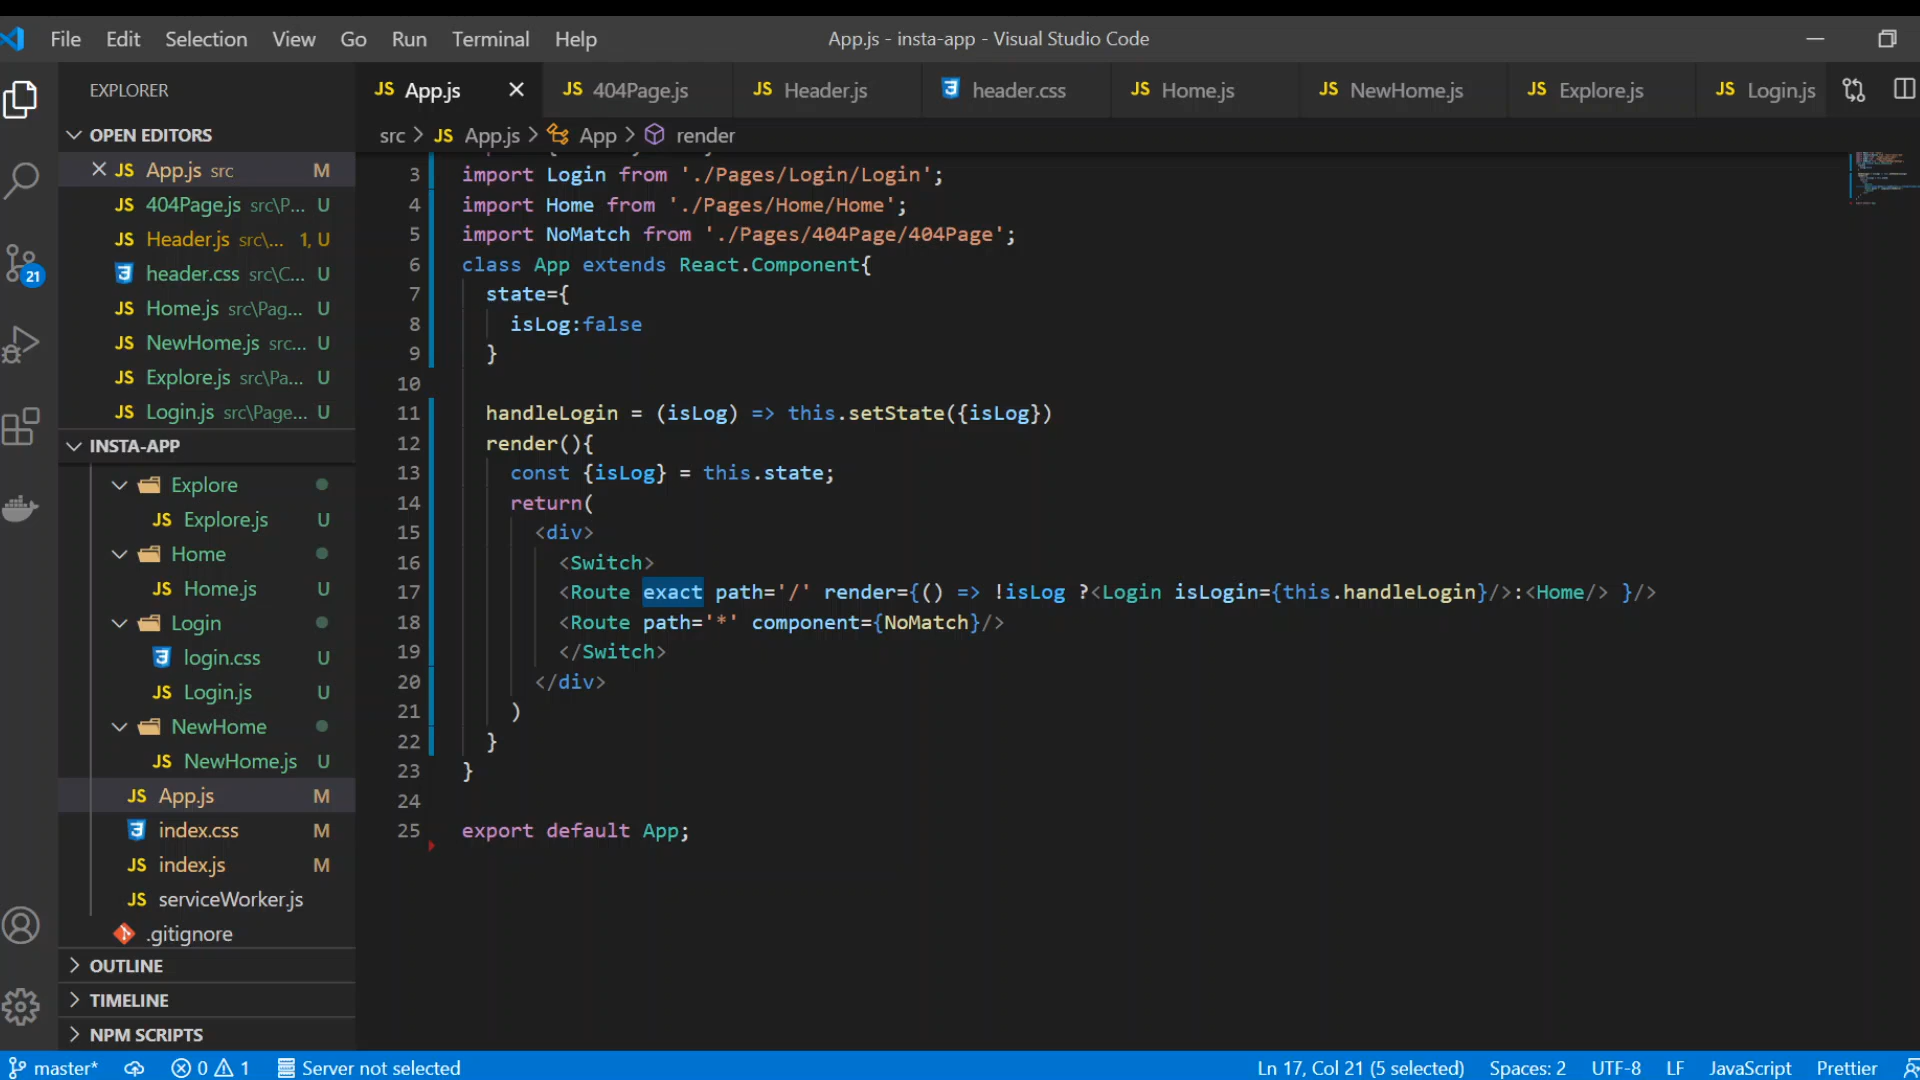 File Edit Selection View Go Run Terminal Help
App.js - insta-app - Visual Studio Code
EXPLORER
OPEN EDITORS
JS App.js src M
JS 404Page.js src\P... U
JS Header.js src\... 1, U
header.css src\C... U
JS Home.js src\Pag... U
JS NewHome.js src... U
JS Explore.js src\Pa... U
JS Login.js src\Page... U
INSTA-APP
Explore
JS Explore.js U
Home
JS Home.js U
Login
login.css U
JS Login.js U
NewHome
JS NewHome.js U
JS App.js M
index.css M
JS index.js M
JS serviceWorker.js
.gitignore
OUTLINE
TIMELINE
NPM SCRIPTS
21
JS App.js JS 404Page.js JS Header.js header.css JS Home.js JS NewHome.js JS Explore.js JS Login.js
src > JS App.js > App > render
3 import Login from './Pages/Login/Login';
4 import Home from './Pages/Home/Home';
5 import NoMatch from './Pages/404Page/404Page';
6 class App extends React.Component{
7 state={
8 isLog:false
9 }
10
11 handleLogin = (isLog) => this.setState({isLog})
12 render(){
13 const {isLog} = this.state;
14 return(
15 <div>
16 <Switch>
17 <Route exact path='/' render={() => !isLog ?<Login isLogin={this.handleLogin}/>:<Home/> }/>
18 <Route path='*' component={NoMatch}/>
19 </Switch>
20 </div>
21 )
22 }
23 }
24
25 export default App;
master* 0 1 Server not selected Ln 17, Col 21 (5 selected) Spaces: 2 UTF-8 LF JavaScript Prettier